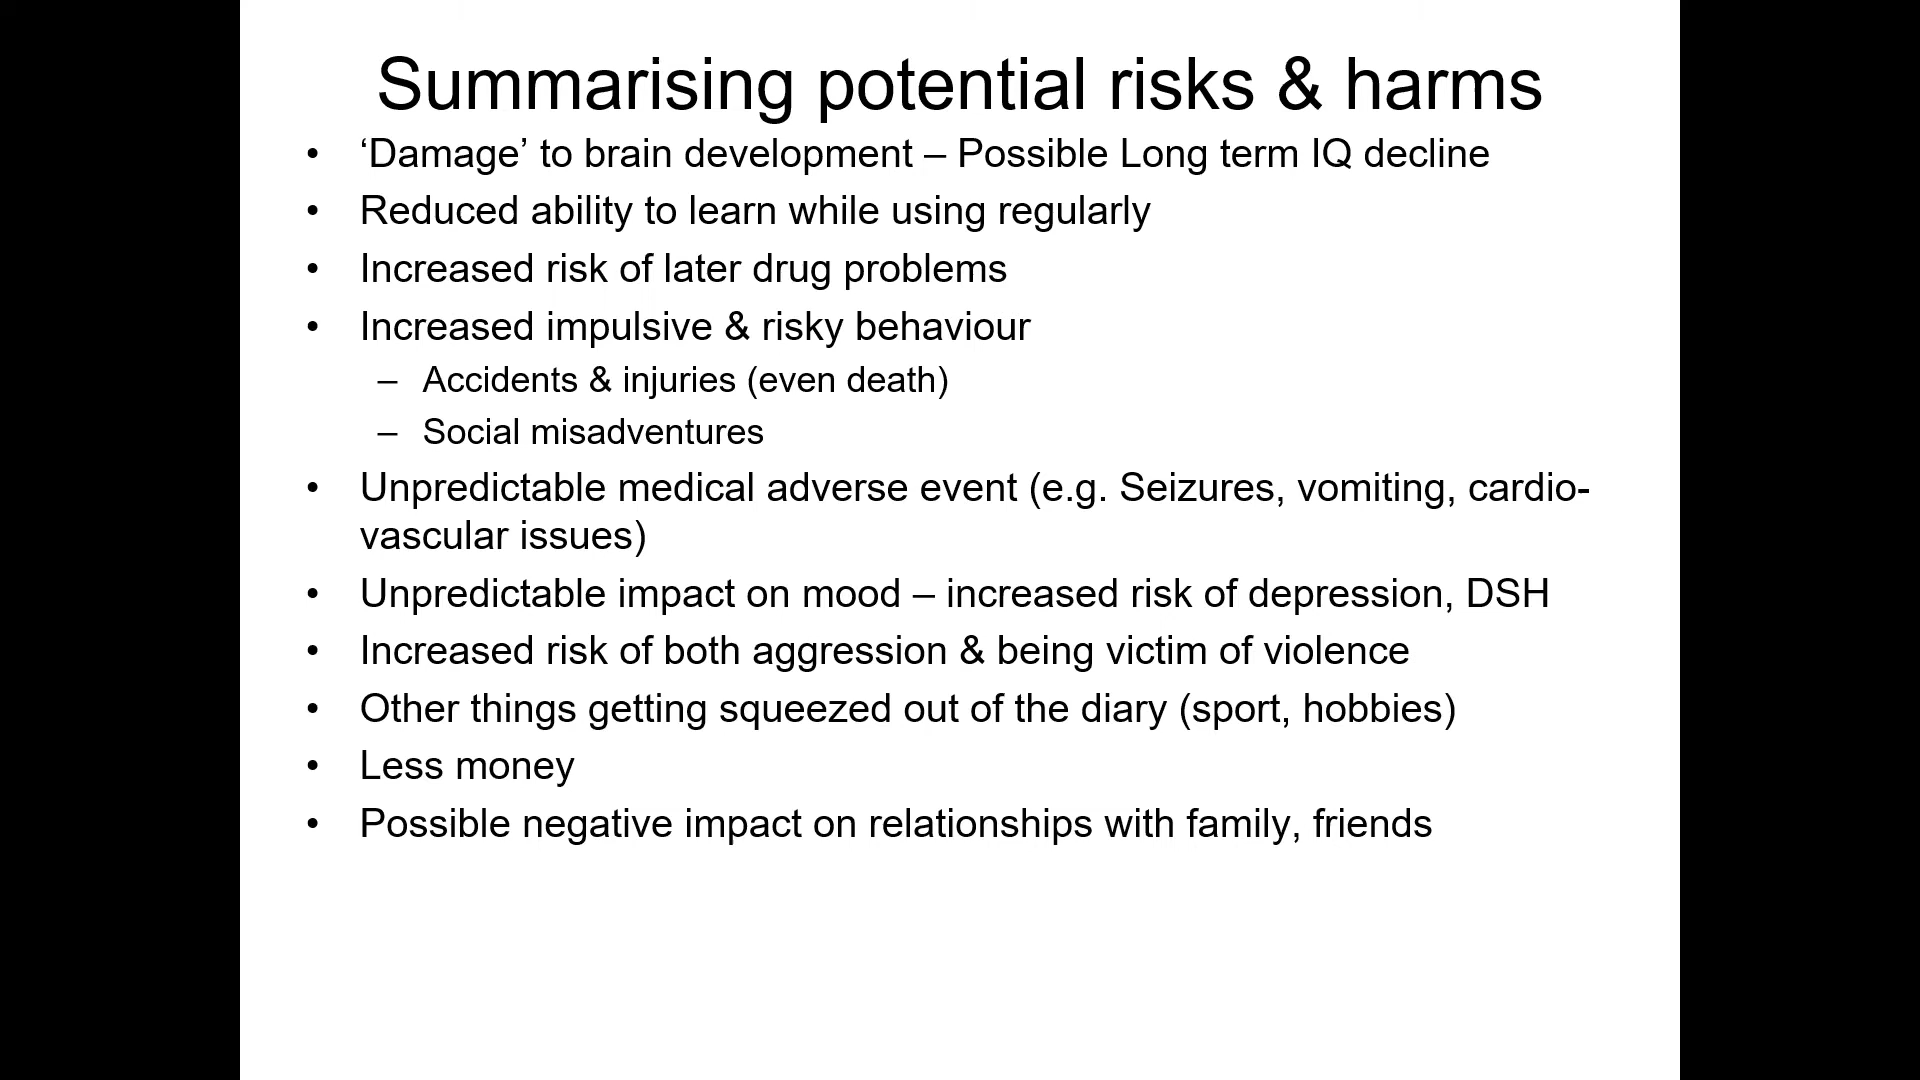 Summarising potential risks & harms
• ‘Damage’ to brain development – Possible Long term IQ decline
• Reduced ability to learn while using regularly
• Increased risk of later drug problems
• Increased impulsive & risky behaviour
– Accidents & injuries (even death)
– Social misadventures
• Unpredictable medical adverse event (e.g. Seizures, vomiting, cardio-
vascular issues)
• Unpredictable impact on mood – increased risk of depression, DSH
• Increased risk of both aggression & being victim of violence
• Other things getting squeezed out of the diary (sport, hobbies)
• Less money
• Possible negative impact on relationships with family, friends